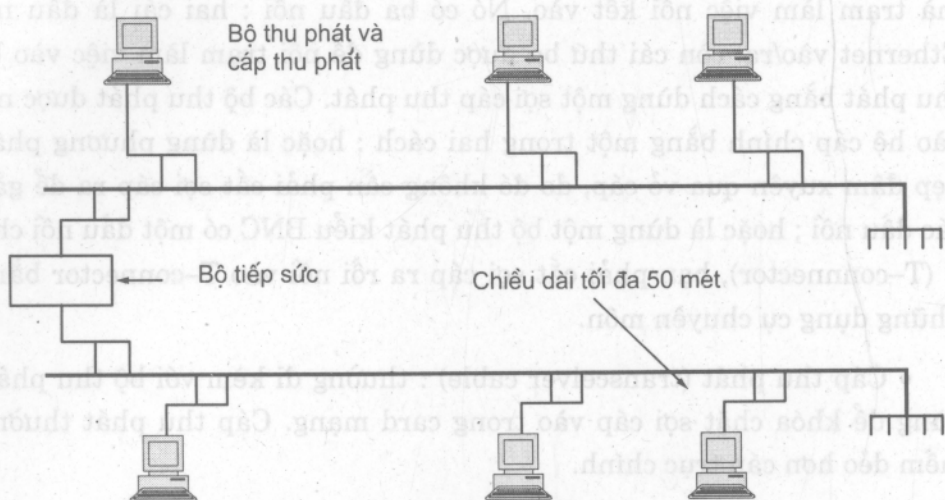 Bộ thu phát và
cáp thu phát
Bộ tiếp sức
Chiều dài tối đa 50 mét